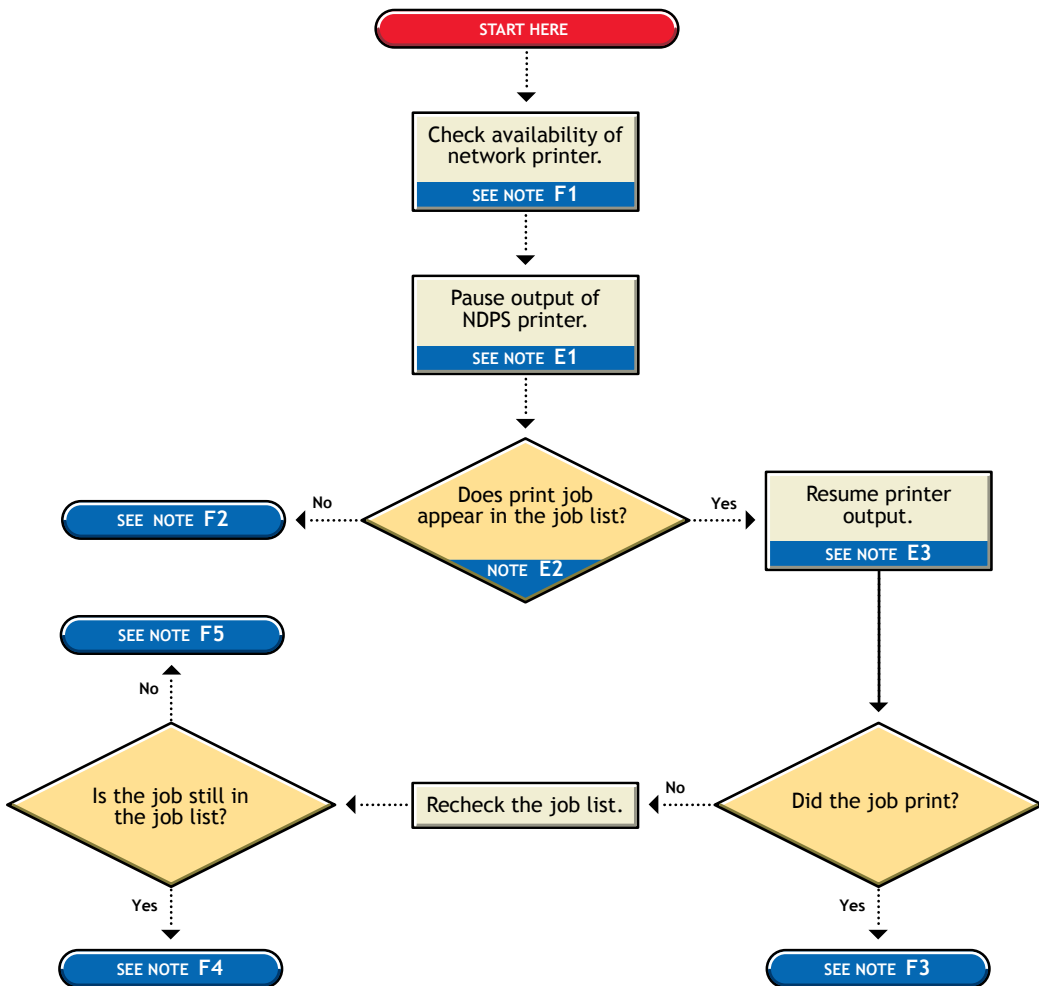 START HERE
Check availability of
network printer.
SEE NOTE F1
Pause output of
NDPS printer.
SEE NOTE E1
Does print job
appear in the job list?
NOTE E2
No
SEE NOTE F2
Yes
Resume printer
output.
SEE NOTE E3
SEE NOTE F5
No
Is the job still in
the job list?
Recheck the job list.
No
Did the job print?
Yes
SEE NOTE F4
Yes
SEE NOTE F3